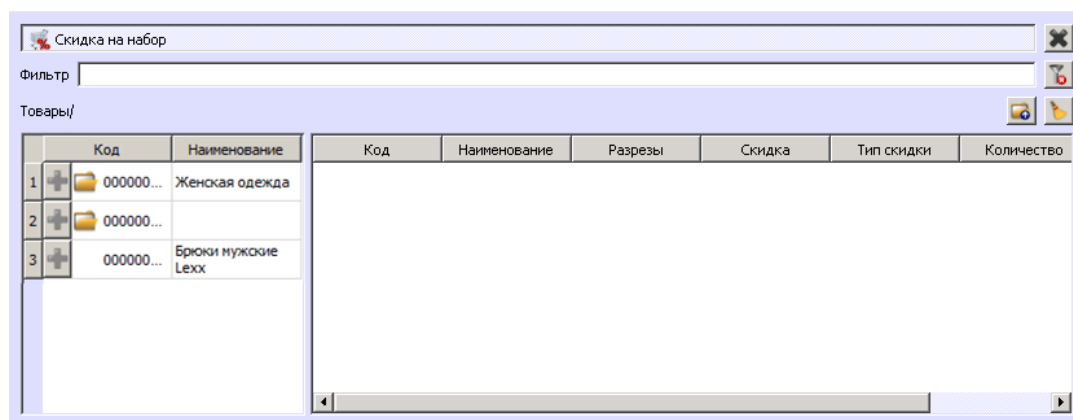 Скидка на набор
Фильтр
Товары/
Код Наименование Код Наименование Разрезы Скидка Тип скидки Количество
1 000000... Женская одежда
2 000000...
3 000000... Брюки мужские
Lexx